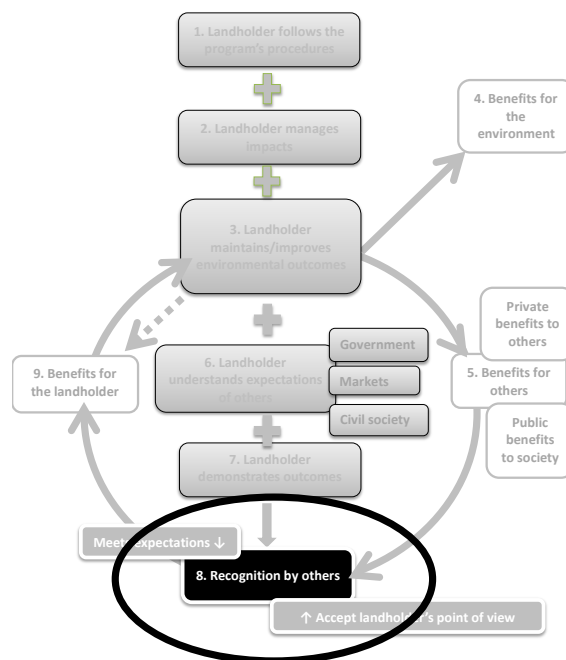 1. Landholder follows the
program's procedures
2. Landholder manages
impacts
4. Benefits for
the
environment
3. Landholder
maintains/improves
environmental outcomes
Private
benefits to
others
Government
6. Landholder
understands expectations
of others
Markets
Civil society
9. Benefits for
the landholder
5. Benefits for
others
Public
benefits
to society
7. Landholder
demonstrates outcomes
Meet expectations ↓
8. Recognition by others
↑ Accept landholder's point of view